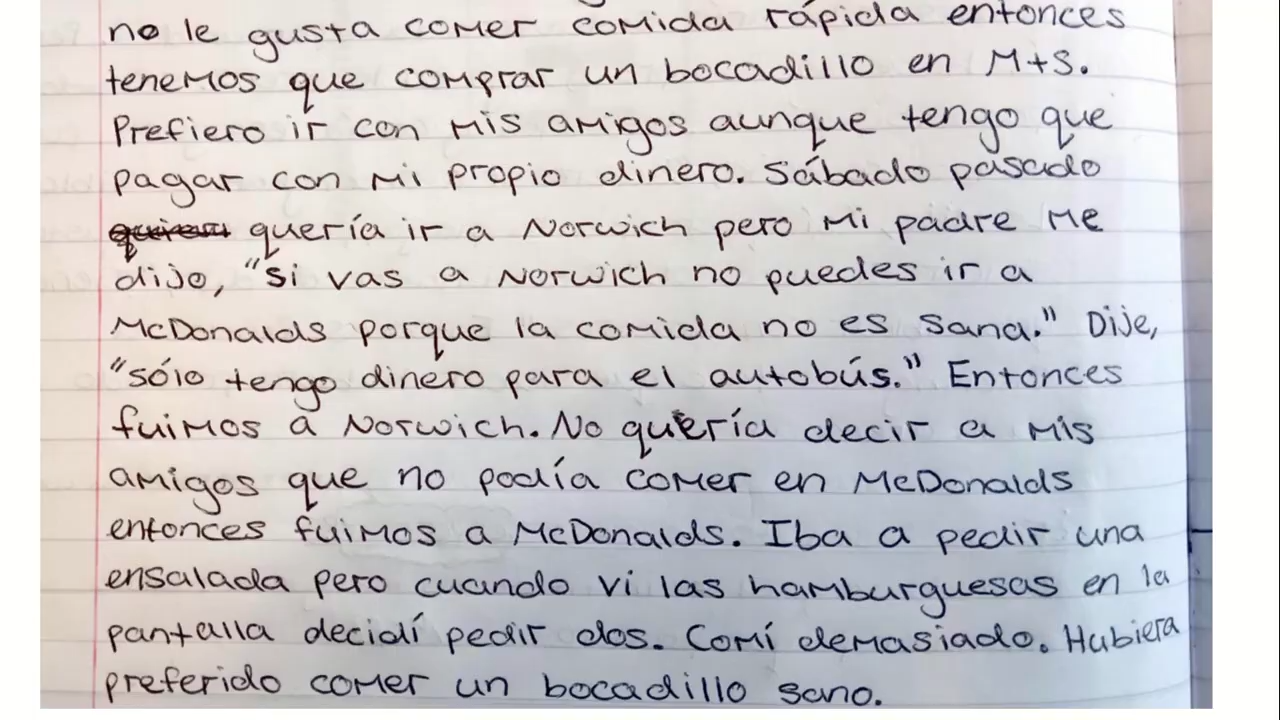 no le gusta comer comida rápida entonces
tenemos que comprar un bocadillo en M+S.
Prefiero ir con mis amigos aunque tengo que
pagar con mi propio dinero. Sábado pasado
quería ir a Norwich pero mi padre me
dijo, "si vas a Norwich no puedes ir a
McDonalds porque la comida no es sana." Dije,
"sólo tengo dinero para el autobús." Entonces
fuimos a Norwich. No quería decir a mis
amigos que no podía comer en McDonalds
entonces fuimos a McDonalds. Iba a pedir una
ensalada pero cuando vi las hamburguesas en la
pantalla decidí pedir dos. Comí demasiado. Hubiera
preferido comer un bocadillo sano.